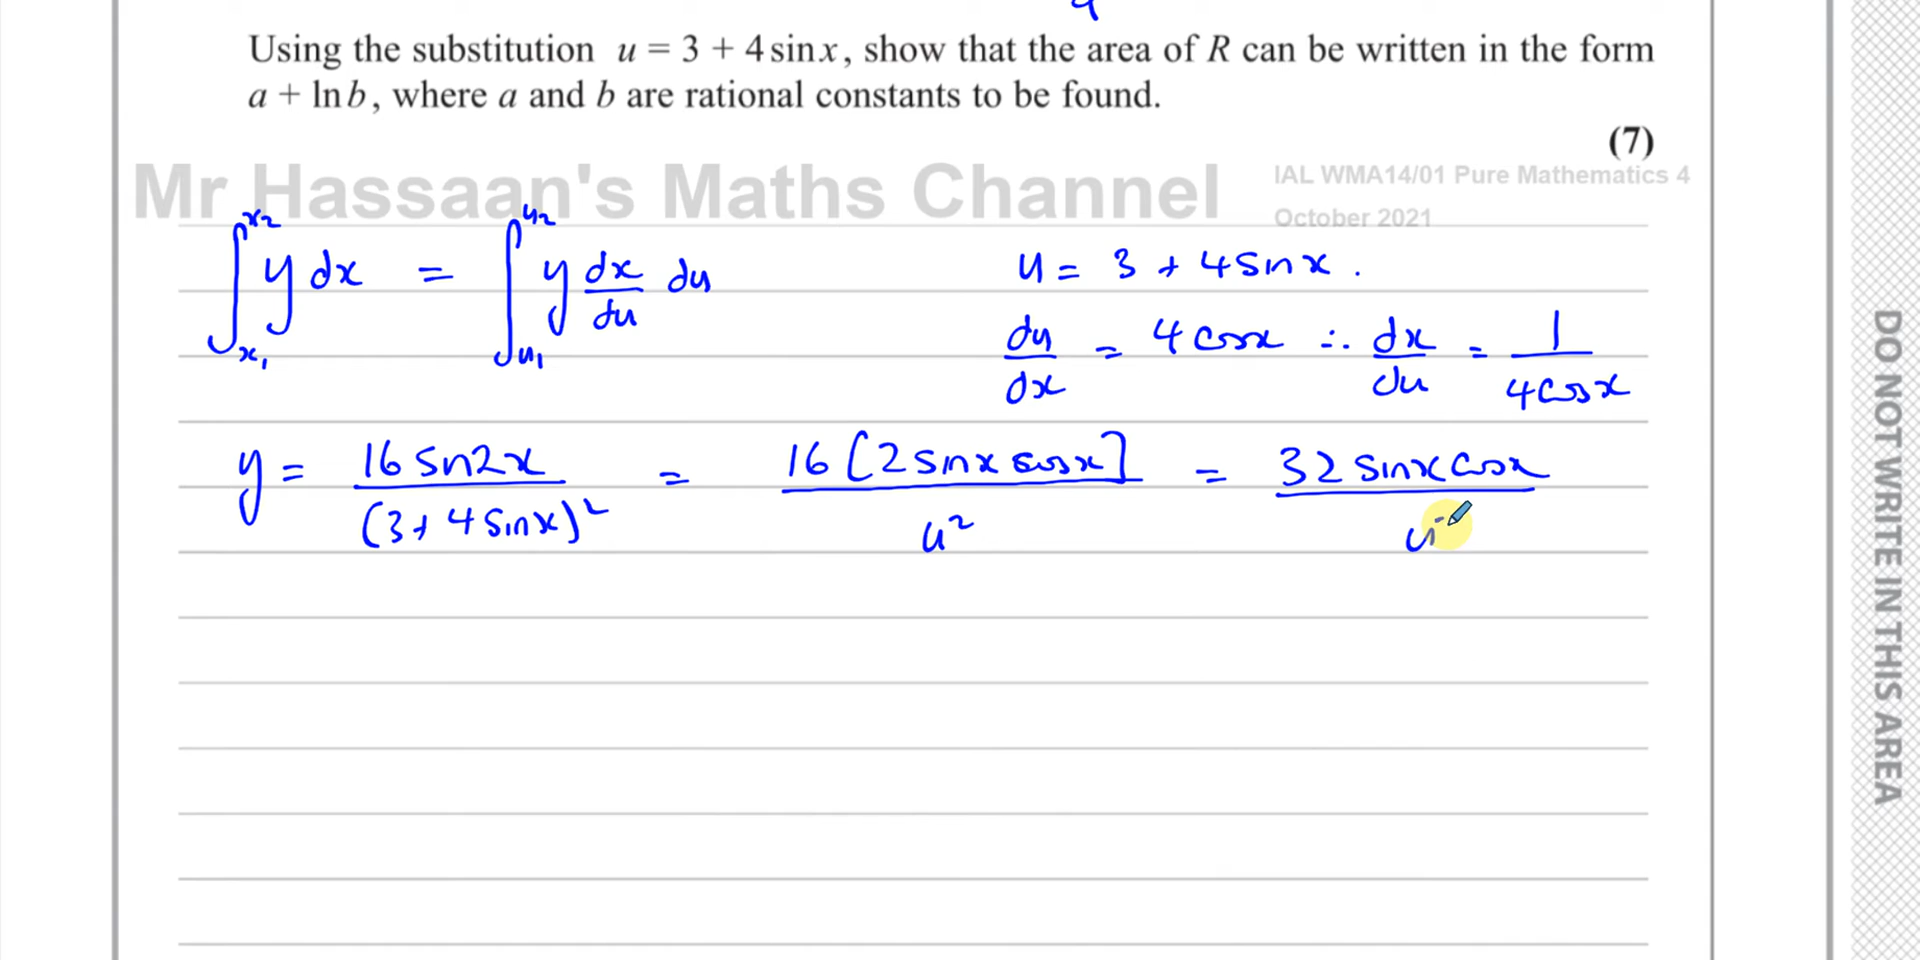 Using the substitution u = 3 + 4 sin x, show that the area of R can be written in the form
a + ln b, where a and b are rational constants to be found.
(7)
Mr Hassaan's Maths Channel
IAL WMA14/01 Pure Mathematics 4
October 2021
∫_{x₁}^{x₂} y dx = ∫_{u₁}^{u₂} y dx/du du
u = 3 + 4 sin x .
du/dx = 4 cos x ∴ dx/du = 1/(4 cos x)
y = 16 sin 2x / (3 + 4 sin x)² = 16 [2 sin x cos x] / u² = 32 sin x cos x / u
DO NOT WRITE IN THIS AREA